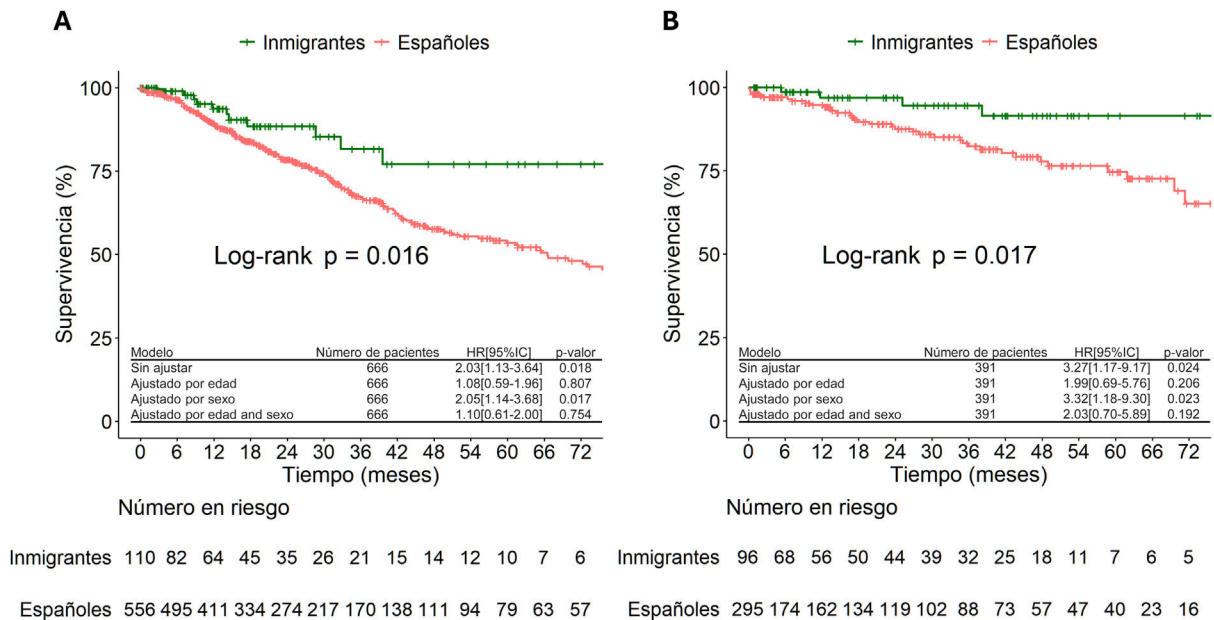 A
Inmigrantes Españoles
Supervivencia (%)
100
75
50
25
0
Log-rank p = 0.016
Modelo Número de pacientes HR[95%IC] p-valor
Sin ajustar 666 2.03[1.13-3.64] 0.018
Ajustado por edad 666 1.08[0.59-1.96] 0.807
Ajustado por sexo 666 2.05[1.14-3.68] 0.017
Ajustado por edad and sexo 666 1.10[0.61-2.00] 0.754
0 6 12 18 24 30 36 42 48 54 60 66 72
Tiempo (meses)
Número en riesgo
Inmigrantes 110 82 64 45 35 26 21 15 14 12 10 7 6
Españoles 556 495 411 334 274 217 170 138 111 94 79 63 57
B
Inmigrantes Españoles
Supervivencia (%)
100
75
50
25
0
Log-rank p = 0.017
Modelo Número de pacientes HR[95%IC] p-valor
Sin ajustar 391 3.27[1.17-9.17] 0.024
Ajustado por edad 391 1.99[0.69-5.76] 0.206
Ajustado por sexo 391 3.32[1.18-9.30] 0.023
Ajustado por edad and sexo 391 2.03[0.70-5.89] 0.192
0 6 12 18 24 30 36 42 48 54 60 66 72
Tiempo (meses)
Número en riesgo
Inmigrantes 96 68 56 50 44 39 32 25 18 11 7 6 5
Españoles 295 174 162 134 119 102 88 73 57 47 40 23 16